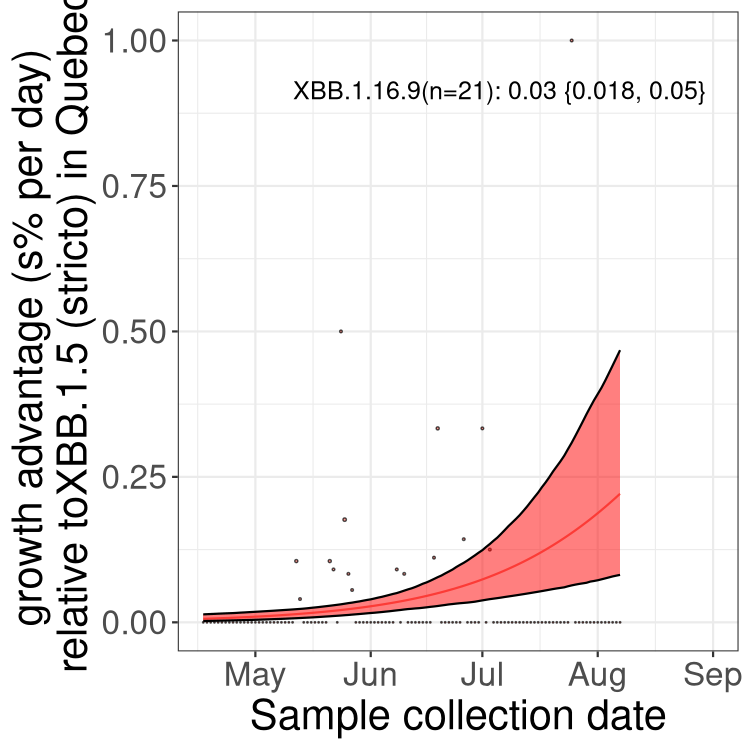 growth advantage (s% per day)
relative toXBB.1.5 (stricto) in Quebec
1.00
0.75
0.50
0.25
0.00
XBB.1.16.9(n=21): 0.03 {0.018, 0.05}
May Jun Jul Aug Sep
Sample collection date